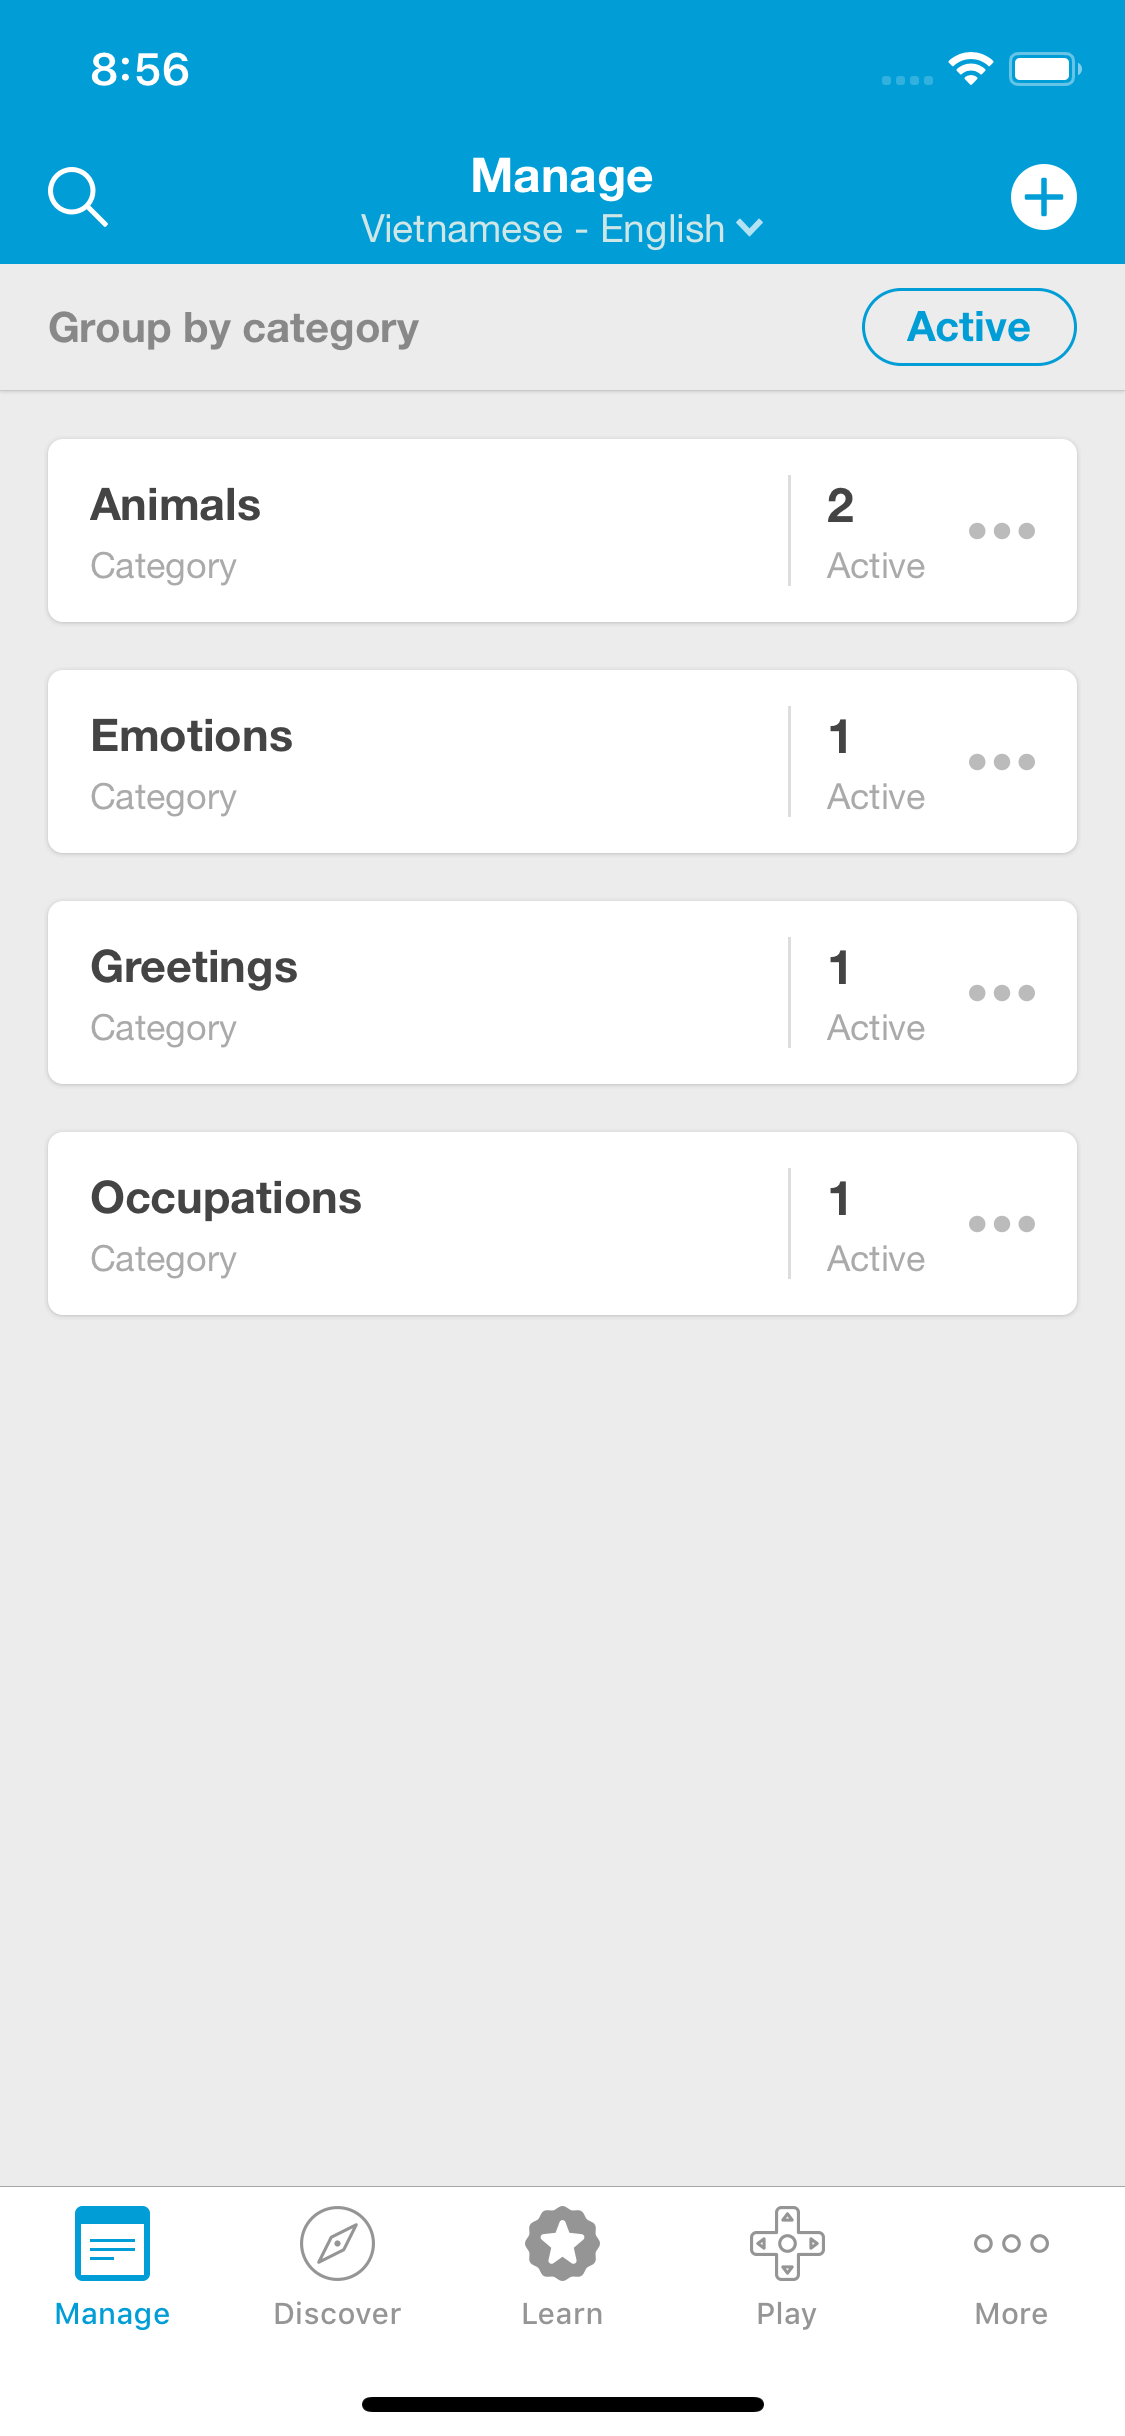 8:56
Manage
Vietnamese - English
Group by category
Active
Animals
Category
2
Active
Emotions
Category
1
Active
Greetings
Category
1
Active
Occupations
Category
1
Active
Manage
Discover
Learn
Play
More